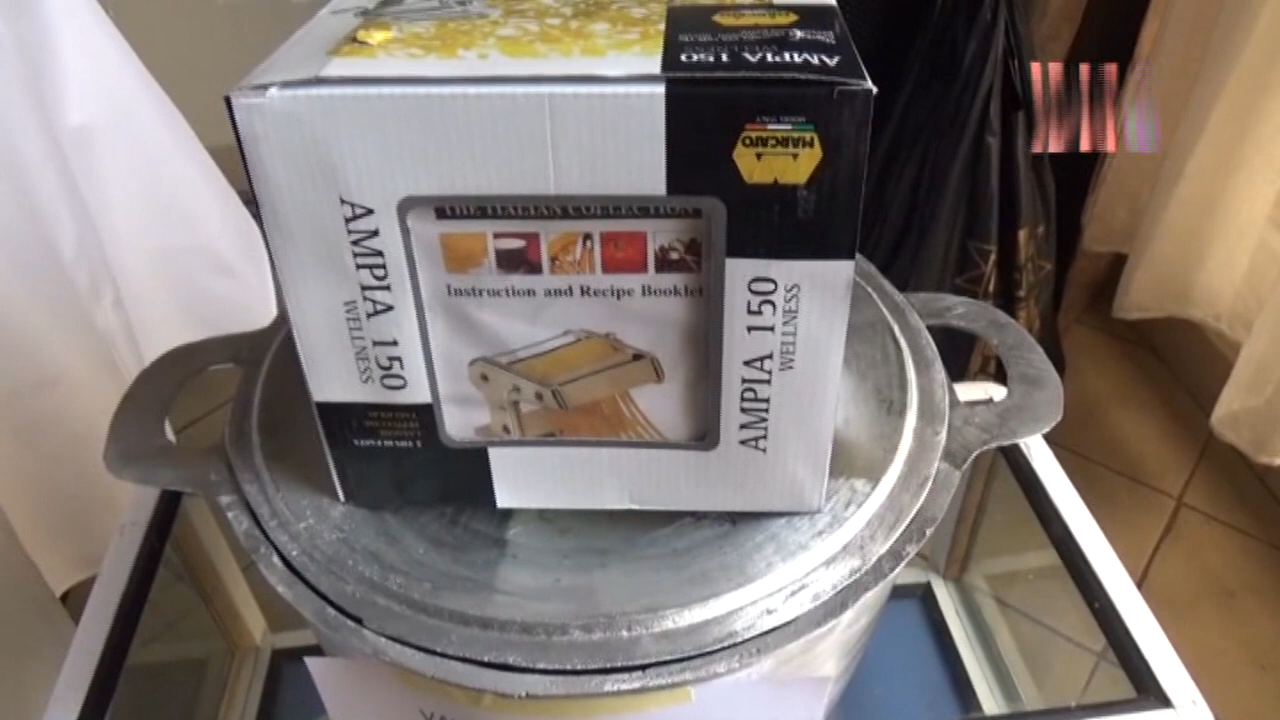 AMPIA 150
WELLNESS
MARCATO
THE ITALIAN COLLECTION
Instruction and Recipe Booklet
AMPIA 150
WELLNESS
AMPIA 150
WELLNESS